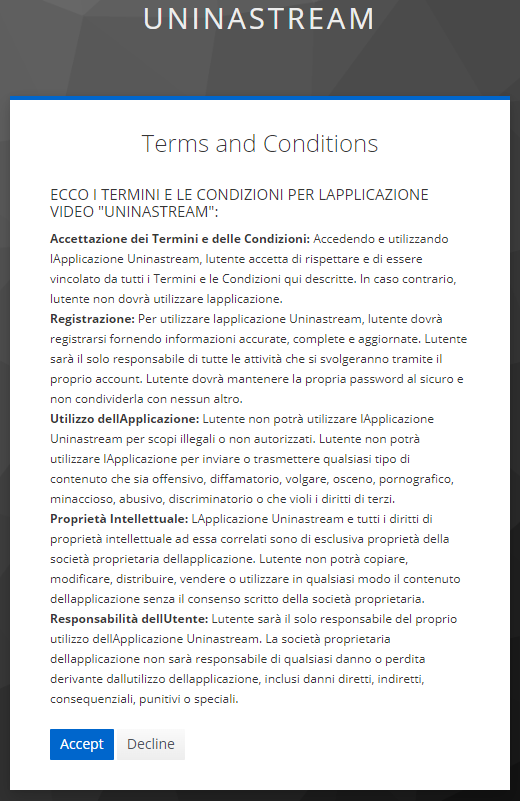 UNINASTREAM
Terms and Conditions
ECCO I TERMINI E LE CONDIZIONI PER LAPPLICAZIONE
VIDEO "UNINASTREAM":
Accettazione dei Termini e delle Condizioni: Accedendo e utilizzando
lApplicazione Uninastream, lutente accetta di rispettare e di essere
vincolato da tutti i Termini e le Condizioni qui descritte. In caso contrario,
lutente non dovrà utilizzare lapplicazione.
Registrazione: Per utilizzare lapplicazione Uninastream, lutente dovrà
registrarsi fornendo informazioni accurate, complete e aggiornate. Lutente
sarà il solo responsabile di tutte le attività che si svolgeranno tramite il
proprio account. Lutente dovrà mantenere la propria password al sicuro e
non condividerla con nessun altro.
Utilizzo dellApplicazione: Lutente non potrà utilizzare lApplicazione
Uninastream per scopi illegali o non autorizzati. Lutente non potrà
utilizzare lApplicazione per inviare o trasmettere qualsiasi tipo di
contenuto che sia offensivo, diffamatorio, volgare, osceno, pornografico,
minaccioso, abusivo, discriminatorio o che violi i diritti di terzi.
Proprietà Intellettuale: LApplicazione Uninastream e tutti i diritti di
proprietà intellettuale ad essa correlati sono di esclusiva proprietà della
società proprietaria dellapplicazione. Lutente non potrà copiare,
modificare, distribuire, vendere o utilizzare in qualsiasi modo il contenuto
dellapplicazione senza il consenso scritto della società proprietaria.
Responsabilità dellUtente: Lutente sarà il solo responsabile del proprio
utilizzo dellApplicazione Uninastream. La società proprietaria
dellapplicazione non sarà responsabile di qualsiasi danno o perdita
derivante dallutilizzo dellapplicazione, inclusi danni diretti, indiretti,
consequenziali, punitivi o speciali.
Accept Decline